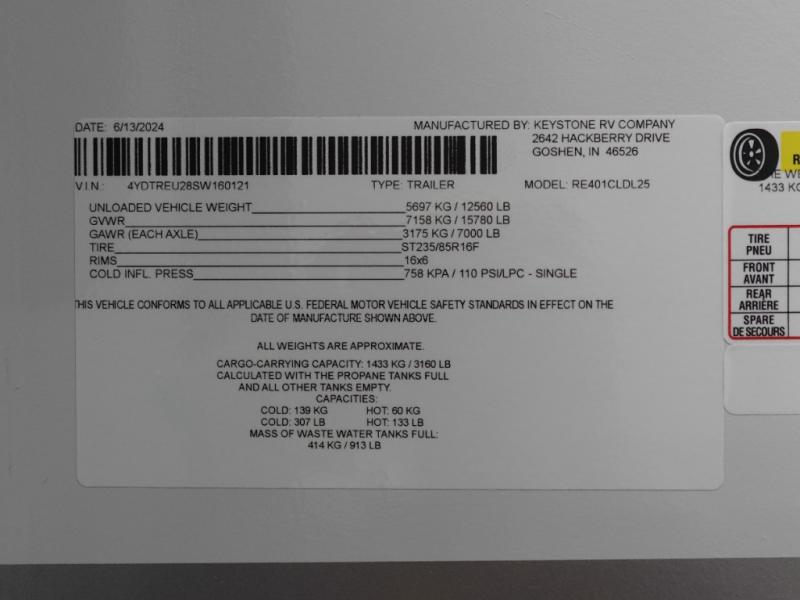 DATE: 6/13/2024
MANUFACTURED BY: KEYSTONE RV COMPANY
2642 HACKBERRY DRIVE
GOSHEN, IN 46526
V I N.: 4YDTREU28SW160121 TYPE: TRAILER MODEL: RE401CLDL25
UNLOADED VEHICLE WEIGHT 5697 KG / 12560 LB
GVWR 7158 KG / 15780 LB
GAWR (EACH AXLE) 3175 KG / 7000 LB
TIRE ST235/85R16F
RIMS 16x6
COLD INFL. PRESS 758 KPA / 110 PSI/LPC - SINGLE
THIS VEHICLE CONFORMS TO ALL APPLICABLE U.S. FEDERAL MOTOR VEHICLE SAFETY STANDARDS IN EFFECT ON THE
DATE OF MANUFACTURE SHOWN ABOVE.
ALL WEIGHTS ARE APPROXIMATE.
CARGO-CARRYING CAPACITY: 1433 KG / 3160 LB
CALCULATED WITH THE PROPANE TANKS FULL
AND ALL OTHER TANKS EMPTY.
CAPACITIES:
COLD: 139 KG HOT: 60 KG
COLD: 307 LB HOT: 133 LB
MASS OF WASTE WATER TANKS FULL:
414 KG / 913 LB
1433
TIRE
PNEU
FRONT
AVANT
REAR
ARRIÈRE
SPARE
DE SECOURS